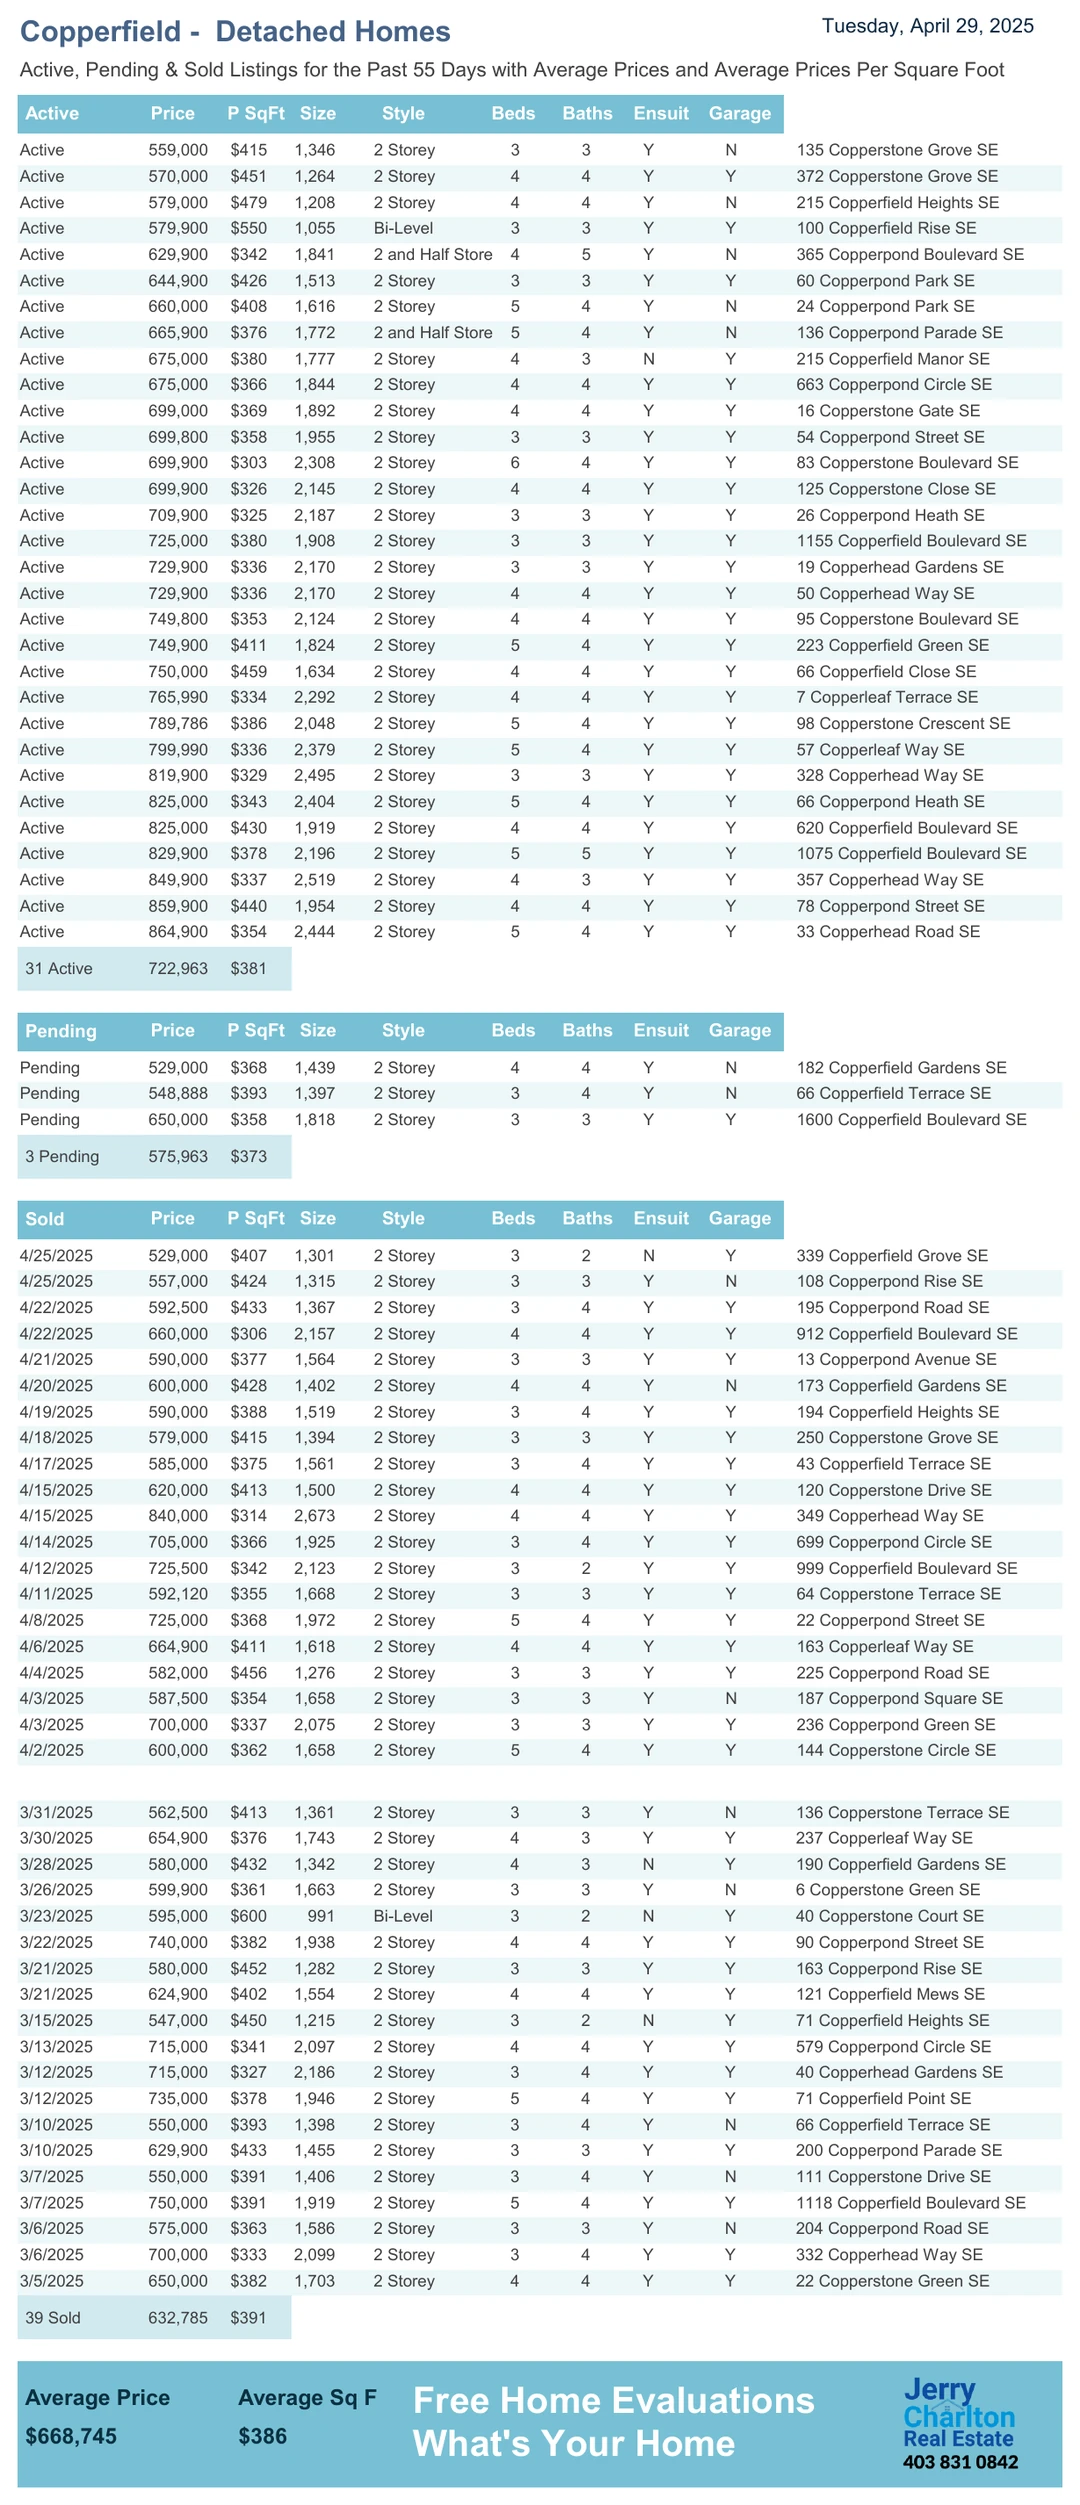 Copperfield - Detached Homes
Tuesday, April 29, 2025
Active, Pending & Sold Listings for the Past 55 Days with Average Prices and Average Prices Per Square Foot
Active Price P SqFt Size Style Beds Baths Ensuit Garage
Active 559,000 $415 1,346 2 Storey 3 3 Y N 135 Copperstone Grove SE
Active 570,000 $451 1,264 2 Storey 4 4 Y Y 372 Copperstone Grove SE
Active 579,000 $479 1,208 2 Storey 4 4 Y N 215 Copperfield Heights SE
Active 579,900 $550 1,055 Bi-Level 3 3 Y Y 100 Copperfield Rise SE
Active 629,900 $342 1,841 2 and Half Store 4 5 Y N 365 Copperpond Boulevard SE
Active 644,900 $426 1,513 2 Storey 3 3 Y Y 60 Copperpond Park SE
Active 660,000 $408 1,616 2 Storey 5 4 Y N 24 Copperpond Park SE
Active 665,900 $376 1,772 2 and Half Store 5 4 Y N 136 Copperpond Parade SE
Active 675,000 $380 1,777 2 Storey 4 3 N Y 215 Copperfield Manor SE
Active 675,000 $366 1,844 2 Storey 4 4 Y Y 663 Copperpond Circle SE
Active 699,000 $369 1,892 2 Storey 4 4 Y Y 16 Copperstone Gate SE
Active 699,800 $358 1,955 2 Storey 3 3 Y Y 54 Copperpond Street SE
Active 699,900 $303 2,308 2 Storey 6 4 Y Y 83 Copperstone Boulevard SE
Active 699,900 $326 2,145 2 Storey 4 4 Y Y 125 Copperstone Close SE
Active 709,900 $325 2,187 2 Storey 3 3 Y Y 26 Copperpond Heath SE
Active 725,000 $380 1,908 2 Storey 3 3 Y Y 1155 Copperfield Boulevard SE
Active 729,900 $336 2,170 2 Storey 3 3 Y Y 19 Copperhead Gardens SE
Active 729,900 $336 2,170 2 Storey 4 4 Y Y 50 Copperhead Way SE
Active 749,800 $353 2,124 2 Storey 4 4 Y Y 95 Copperstone Boulevard SE
Active 749,900 $411 1,824 2 Storey 5 4 Y Y 223 Copperfield Green SE
Active 750,000 $459 1,634 2 Storey 4 4 Y Y 66 Copperfield Close SE
Active 765,990 $334 2,292 2 Storey 4 4 Y Y 7 Copperleaf Terrace SE
Active 789,786 $386 2,048 2 Storey 5 4 Y Y 98 Copperstone Crescent SE
Active 799,990 $336 2,379 2 Storey 5 4 Y Y 57 Copperleaf Way SE
Active 819,900 $329 2,495 2 Storey 3 3 Y Y 328 Copperhead Way SE
Active 825,000 $343 2,404 2 Storey 5 4 Y Y 66 Copperpond Heath SE
Active 825,000 $430 1,919 2 Storey 4 4 Y Y 620 Copperfield Boulevard SE
Active 829,900 $378 2,196 2 Storey 5 5 Y Y 1075 Copperfield Boulevard SE
Active 849,900 $337 2,519 2 Storey 4 3 Y Y 357 Copperhead Way SE
Active 859,900 $440 1,954 2 Storey 4 4 Y Y 78 Copperpond Street SE
Active 864,900 $354 2,444 2 Storey 5 4 Y Y 33 Copperhead Road SE
31 Active 722,963 $381
Pending Price P SqFt Size Style Beds Baths Ensuit Garage
Pending 529,000 $368 1,439 2 Storey 4 4 Y N 182 Copperfield Gardens SE
Pending 548,888 $393 1,397 2 Storey 3 4 Y N 66 Copperfield Terrace SE
Pending 650,000 $358 1,818 2 Storey 3 3 Y Y 1600 Copperfield Boulevard SE
3 Pending 575,963 $373
Sold Price P SqFt Size Style Beds Baths Ensuit Garage
4/25/2025 529,000 $407 1,301 2 Storey 3 2 N Y 339 Copperfield Grove SE
4/25/2025 557,000 $424 1,315 2 Storey 3 3 Y N 108 Copperpond Rise SE
4/22/2025 592,500 $433 1,367 2 Storey 3 4 Y Y 195 Copperpond Road SE
4/22/2025 660,000 $306 2,157 2 Storey 4 4 Y Y 912 Copperfield Boulevard SE
4/21/2025 590,000 $377 1,564 2 Storey 3 3 Y Y 13 Copperpond Avenue SE
4/20/2025 600,000 $428 1,402 2 Storey 4 4 Y N 173 Copperfield Gardens SE
4/19/2025 590,000 $388 1,519 2 Storey 3 4 Y Y 194 Copperfield Heights SE
4/18/2025 579,000 $415 1,394 2 Storey 3 3 Y Y 250 Copperstone Grove SE
4/17/2025 585,000 $375 1,561 2 Storey 3 4 Y Y 43 Copperfield Terrace SE
4/15/2025 620,000 $413 1,500 2 Storey 4 4 Y Y 120 Copperstone Drive SE
4/15/2025 840,000 $314 2,673 2 Storey 4 4 Y Y 349 Copperhead Way SE
4/14/2025 705,000 $366 1,925 2 Storey 3 4 Y Y 699 Copperpond Circle SE
4/12/2025 725,500 $342 2,123 2 Storey 3 2 Y Y 999 Copperfield Boulevard SE
4/11/2025 592,120 $355 1,668 2 Storey 3 3 Y Y 64 Copperstone Terrace SE
4/8/2025 725,000 $368 1,972 2 Storey 5 4 Y Y 22 Copperpond Street SE
4/6/2025 664,900 $411 1,618 2 Storey 4 4 Y Y 163 Copperleaf Way SE
4/4/2025 582,000 $456 1,276 2 Storey 3 3 Y Y 225 Copperpond Road SE
4/3/2025 587,500 $354 1,658 2 Storey 3 3 Y N 187 Copperpond Square SE
4/3/2025 700,000 $337 2,075 2 Storey 3 3 Y Y 236 Copperpond Green SE
4/2/2025 600,000 $362 1,658 2 Storey 5 4 Y Y 144 Copperstone Circle SE
3/31/2025 562,500 $413 1,361 2 Storey 3 3 Y N 136 Copperstone Terrace SE
3/30/2025 654,900 $376 1,743 2 Storey 4 3 Y Y 237 Copperleaf Way SE
3/28/2025 580,000 $432 1,342 2 Storey 4 3 N Y 190 Copperfield Gardens SE
3/26/2025 599,900 $361 1,663 2 Storey 3 3 Y N 6 Copperstone Green SE
3/23/2025 595,000 $600 991 Bi-Level 3 2 N Y 40 Copperstone Court SE
3/22/2025 740,000 $382 1,938 2 Storey 4 4 Y Y 90 Copperpond Street SE
3/21/2025 580,000 $452 1,282 2 Storey 3 3 Y Y 163 Copperpond Rise SE
3/21/2025 624,900 $402 1,554 2 Storey 4 4 Y Y 121 Copperfield Mews SE
3/15/2025 547,000 $450 1,215 2 Storey 3 2 N Y 71 Copperfield Heights SE
3/13/2025 715,000 $341 2,097 2 Storey 4 4 Y Y 579 Copperpond Circle SE
3/12/2025 715,000 $327 2,186 2 Storey 3 4 Y Y 40 Copperhead Gardens SE
3/12/2025 735,000 $378 1,946 2 Storey 5 4 Y Y 71 Copperfield Point SE
3/10/2025 550,000 $393 1,398 2 Storey 3 4 Y N 66 Copperfield Terrace SE
3/10/2025 629,900 $433 1,455 2 Storey 3 3 Y Y 200 Copperpond Parade SE
3/7/2025 550,000 $391 1,406 2 Storey 3 4 Y N 111 Copperstone Drive SE
3/7/2025 750,000 $391 1,919 2 Storey 5 4 Y Y 1118 Copperfield Boulevard SE
3/6/2025 575,000 $363 1,586 2 Storey 3 3 Y N 204 Copperpond Road SE
3/6/2025 700,000 $333 2,099 2 Storey 3 4 Y Y 332 Copperhead Way SE
3/5/2025 650,000 $382 1,703 2 Storey 4 4 Y Y 22 Copperstone Green SE
39 Sold 632,785 $391
Average Price
$668,745
Average Sq F
$386
Free Home Evaluations
What's Your Home
Jerry
Charlton
Real Estate
403 831 0842